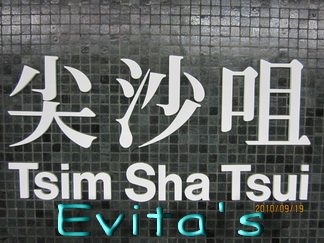 尖沙咀
Tsim Sha Tsui
2010/09/19
Evita's